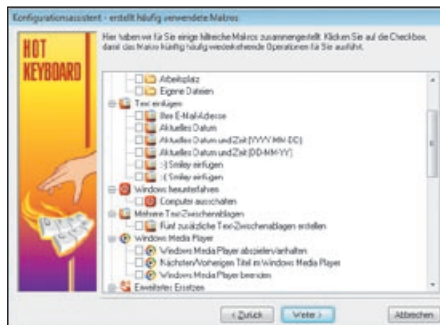 Konfigurationsassistent - erstellt häufig verwendete Makros
HOT
KEYBOARD
Hier haben wir für Sie einige hilfreiche Makros zusammengestellt. Klicken Sie auf die Checkbox,
damit das Makro künftig häufig wiederkehrende Operationen für Sie ausführt.
Arbeitsplatz
Eigene Dateien
Text einfügen
Ihre E-Mail-Adresse
Aktuelles Datum
Aktuelles Datum und Zeit (YYYY-MM-DD)
Aktuelles Datum und Zeit (DD-MM-YY)
:-) Smiley einfügen
:-( Smiley einfügen
Windows herunterfahren
Computer ausschalten
Mehrere Text-Zwischenablagen
Fünf zusätzliche Text-Zwischenablagen erstellen
Windows Media Player
Windows Media Player abspielen/anhalten
Nächsten/Vorherigen Titel in Windows Media Player
Windows Media Player beenden
Erweitertes Ersetzen
< Zurück Weiter > Abbrechen